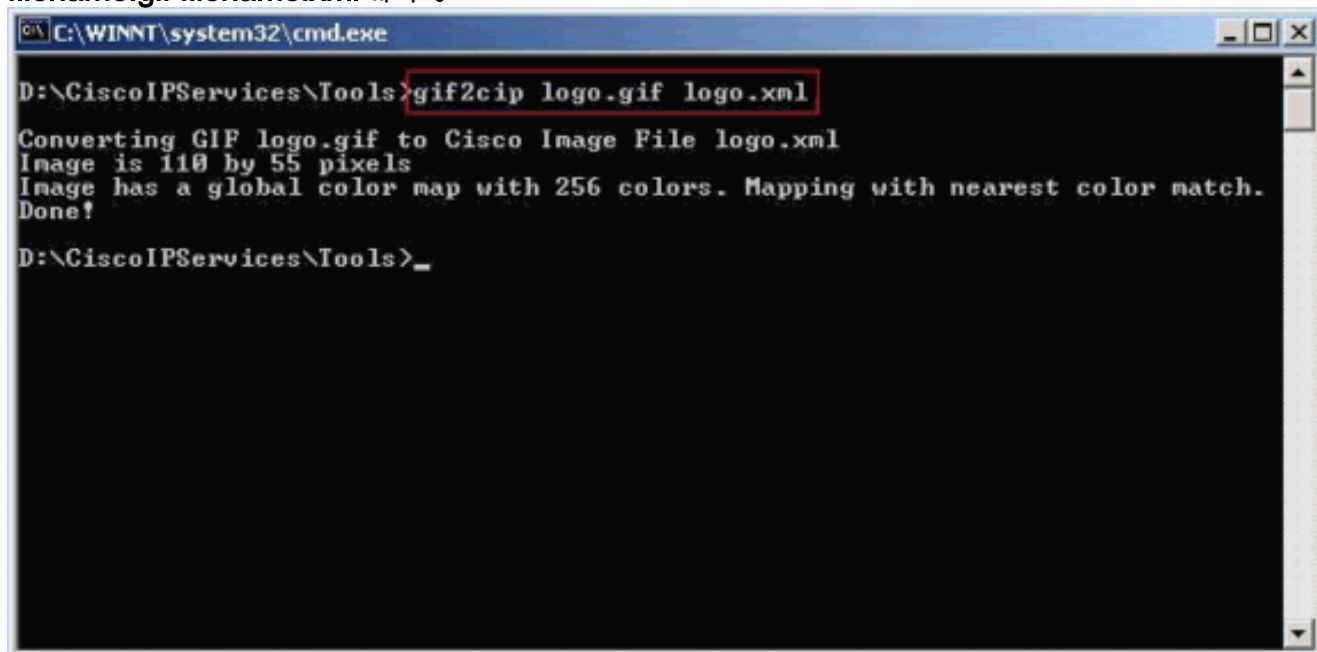 C:\WINNT\system32\cmd.exe
D:\CiscoIPServices\Tools>gif2cip logo.gif logo.xml
Converting GIF logo.gif to Cisco Image File logo.xml
Image is 110 by 55 pixels
Image has a global color map with 256 colors. Mapping with nearest color match.
Done!
D:\CiscoIPServices\Tools>_